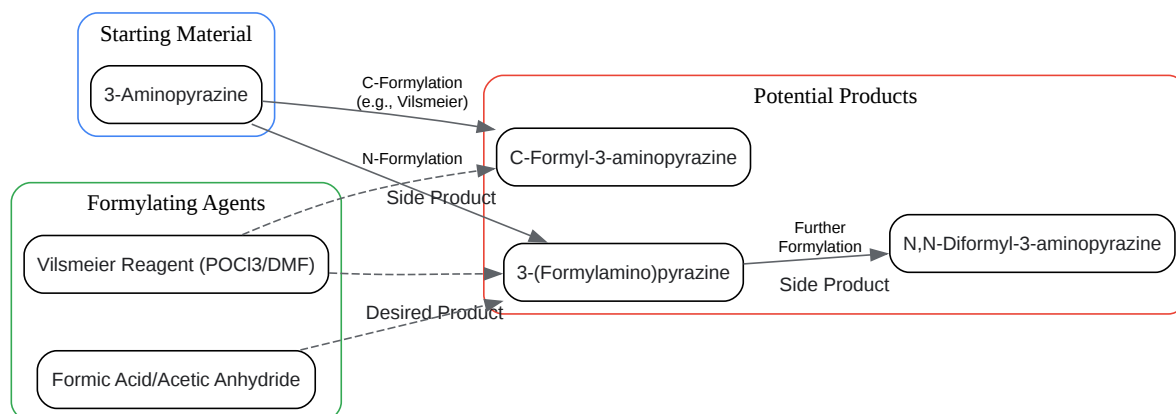 Starting Material
3-Aminopyrazine
C-Formylation
(e.g., Vilsmeier)
N-Formylation
Side Product
Formylating Agents
Vilsmeier Reagent (POCl3/DMF)
Desired Product
Formic Acid/Acetic Anhydride
Potential Products
C-Formyl-3-aminopyrazine
3-(Formylamino)pyrazine
Further
Formylation
Side Product
N,N-Diformyl-3-aminopyrazine